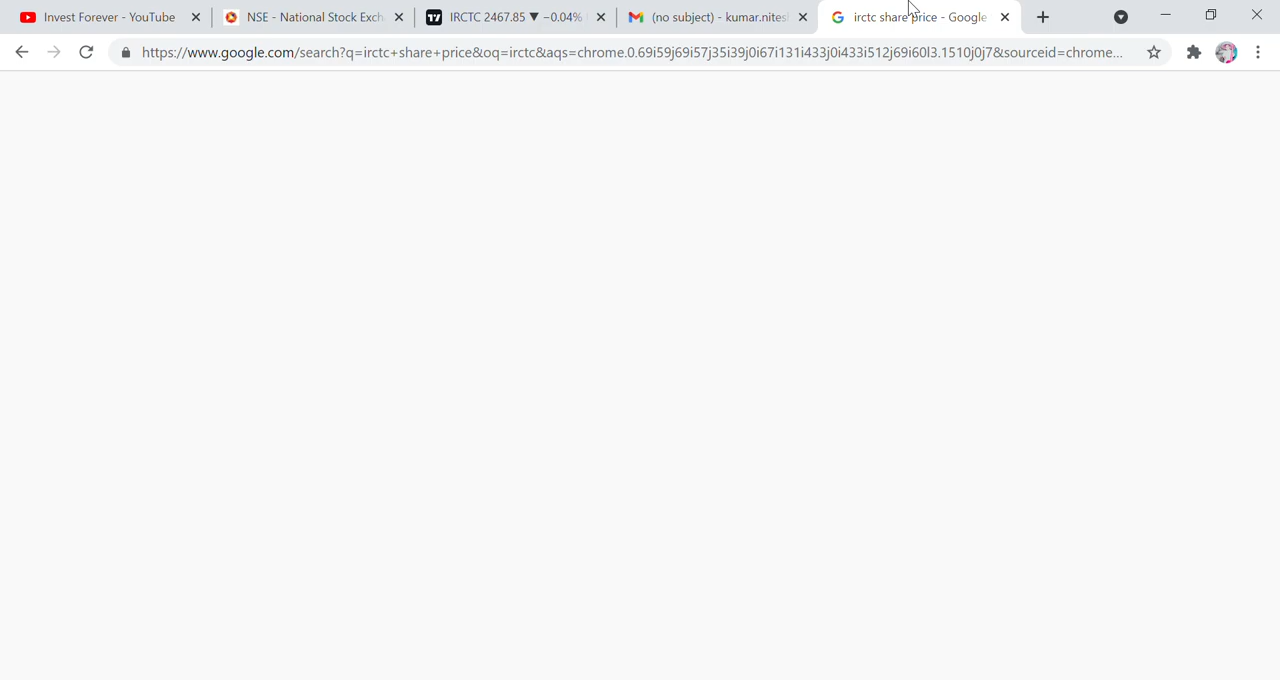 Invest Forever - YouTube
NSE - National Stock Exch
IRCTC 2467.85 ▼ −0.04%
(no subject) - kumar.nites
irctc share price - Google
https://www.google.com/search?q=irctc+share+price&oq=irctc&aqs=chrome.0.69i59j69i57j35i39j0i67i131i433j0i433i512j69i60l3.1510j0j7&sourceid=chrome...